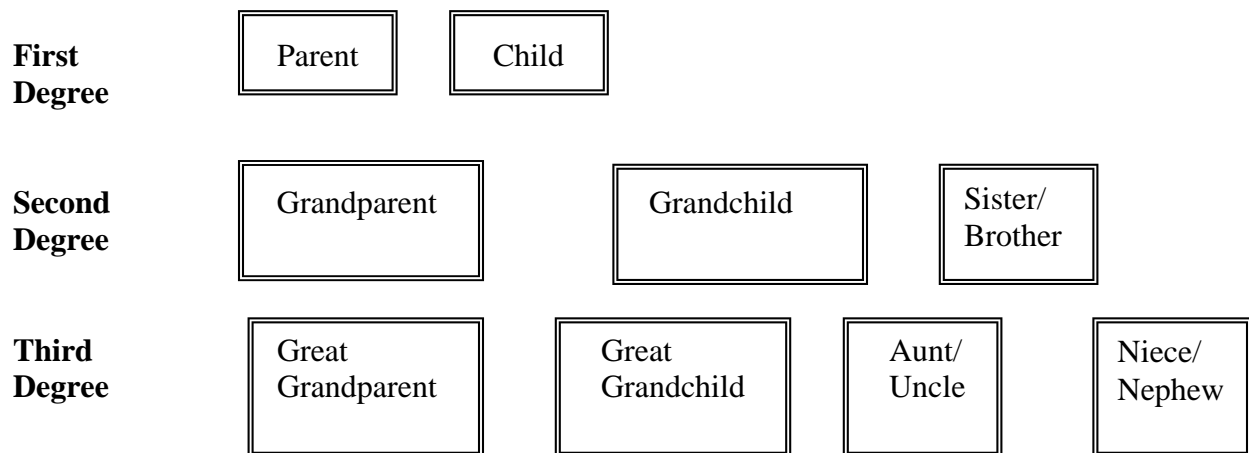 First
Degree
Parent
Child
Second
Degree
Grandparent
Grandchild
Sister/
Brother
Third
Degree
Great
Grandparent
Great
Grandchild
Aunt/
Uncle
Niece/
Nephew